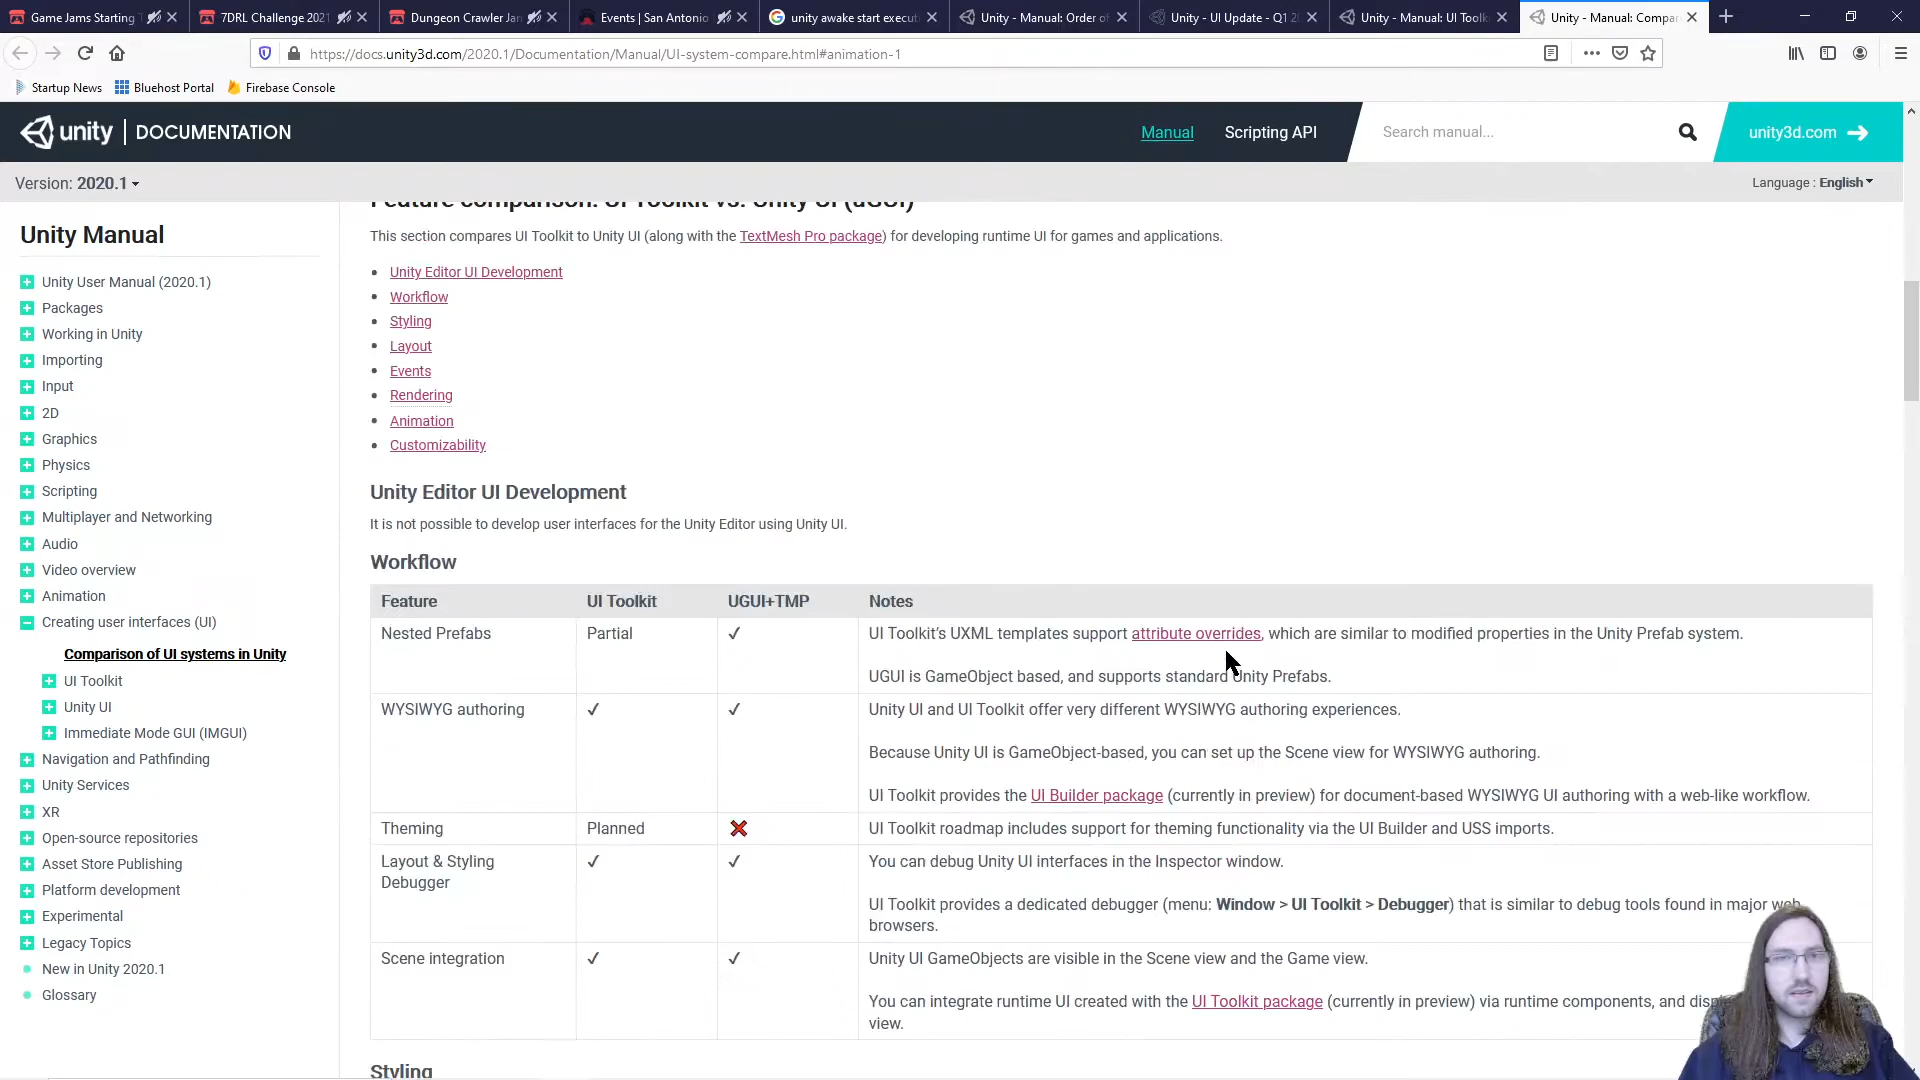 Game Jams Starting
7DRL Challenge 2021
Dungeon Crawler Jam
Events | San Antonio
unity awake start executi
Unity - Manual: Order of
Unity - UI Update - Q1 2
Unity - Manual: UI Toolk
Unity - Manual: Compar
https://docs.unity3d.com/2020.1/Documentation/Manual/UI-system-compare.html#animation-1
Startup News
Bluehost Portal
Firebase Console
unity | DOCUMENTATION
Manual
Scripting API
Search manual...
unity3d.com
Version: 2020.1
Language : English
Unity Manual
Unity User Manual (2020.1)
Packages
Working in Unity
Importing
Input
2D
Graphics
Physics
Scripting
Multiplayer and Networking
Audio
Video overview
Animation
Creating user interfaces (UI)
Comparison of UI systems in Unity
UI Toolkit
Unity UI
Immediate Mode GUI (IMGUI)
Navigation and Pathfinding
Unity Services
XR
Open-source repositories
Asset Store Publishing
Platform development
Experimental
Legacy Topics
New in Unity 2020.1
Glossary
Feature comparison: UI Toolkit vs. Unity UI (uGUI)
This section compares UI Toolkit to Unity UI (along with the TextMesh Pro package) for developing runtime UI for games and applications.
Unity Editor UI Development
Workflow
Styling
Layout
Events
Rendering
Animation
Customizability
Unity Editor UI Development
It is not possible to develop user interfaces for the Unity Editor using Unity UI.
Workflow
Feature UI Toolkit UGUI+TMP Notes
Nested Prefabs Partial ✓ UI Toolkit's UXML templates support attribute overrides, which are similar to modified properties in the Unity Prefab system.
UGUI is GameObject based, and supports standard Unity Prefabs.
WYSIWYG authoring ✓ ✓ Unity UI and UI Toolkit offer very different WYSIWYG authoring experiences.
Because Unity UI is GameObject-based, you can set up the Scene view for WYSIWYG authoring.
UI Toolkit provides the UI Builder package (currently in preview) for document-based WYSIWYG UI authoring with a web-like workflow.
Theming Planned ❌ UI Toolkit roadmap includes support for theming functionality via the UI Builder and USS imports.
Layout & Styling ✓ ✓ You can debug Unity UI interfaces in the Inspector window.
Debugger
UI Toolkit provides a dedicated debugger (menu: Window > UI Toolkit > Debugger) that is similar to debug tools found in major web
browsers.
Scene integration ✓ ✓ Unity UI GameObjects are visible in the Scene view and the Game view.
You can integrate runtime UI created with the UI Toolkit package (currently in preview) via runtime components, and
view.
Styling